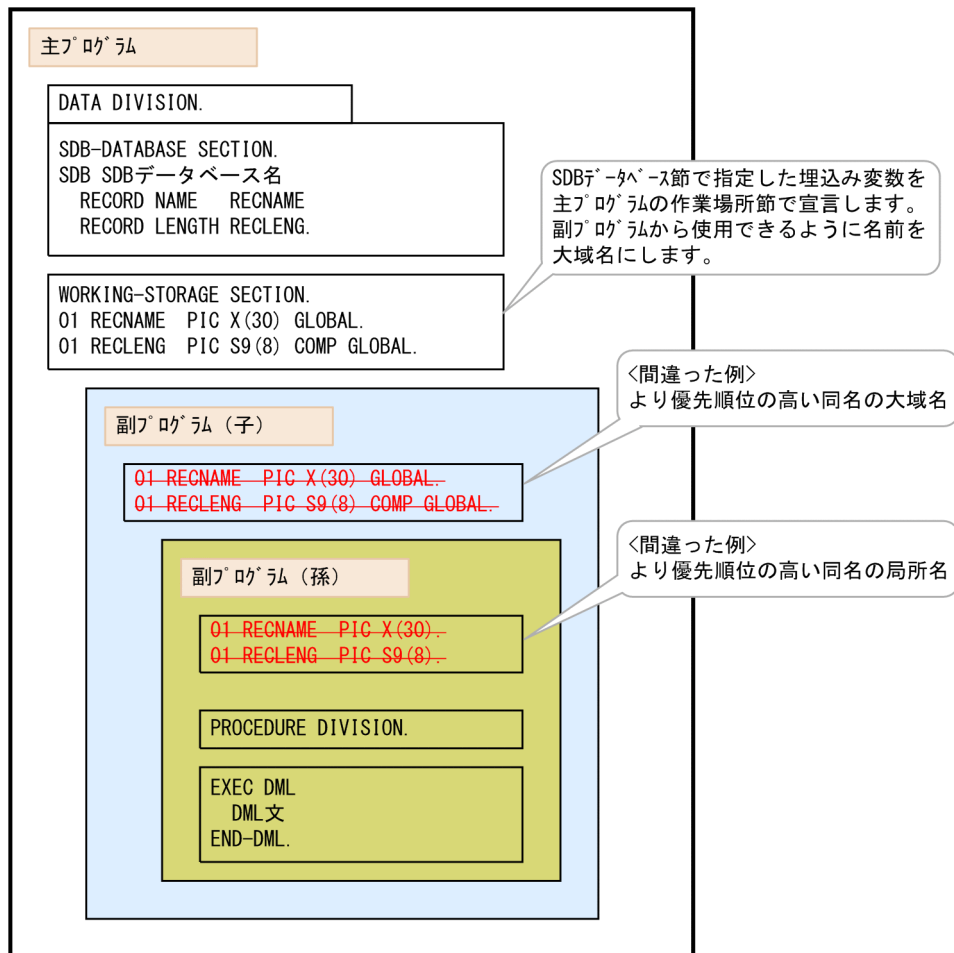 主ﾌﾟﾛｸﾞﾗﾑ
DATA DIVISION.
SDB-DATABASE SECTION.
SDB SDBデータベース名
RECORD NAME   RECNAME
RECORD LENGTH RECLENG.
SDBﾃﾞｰﾀﾍﾞｰｽ節で指定した埋込み変数を
主ﾌﾟﾛｸﾞﾗﾑの作業場所節で宣言します。
副ﾌﾟﾛｸﾞﾗﾑから使用できるように名前を
大域名にします。
WORKING-STORAGE SECTION.
01 RECNAME  PIC X(30) GLOBAL.
01 RECLENG  PIC S9(8) COMP GLOBAL.
<間違った例>
より優先順位の高い同名の大域名
副ﾌﾟﾛｸﾞﾗﾑ（子）
01 RECNAME  PIC X(30) GLOBAL.
01 RECLENG  PIC S9(8) COMP GLOBAL.
<間違った例>
より優先順位の高い同名の局所名
副ﾌﾟﾛｸﾞﾗﾑ（孫）
01 RECNAME  PIC X(30).
01 RECLENG  PIC S9(8).
PROCEDURE DIVISION.
EXEC DML
DML文
END-DML.